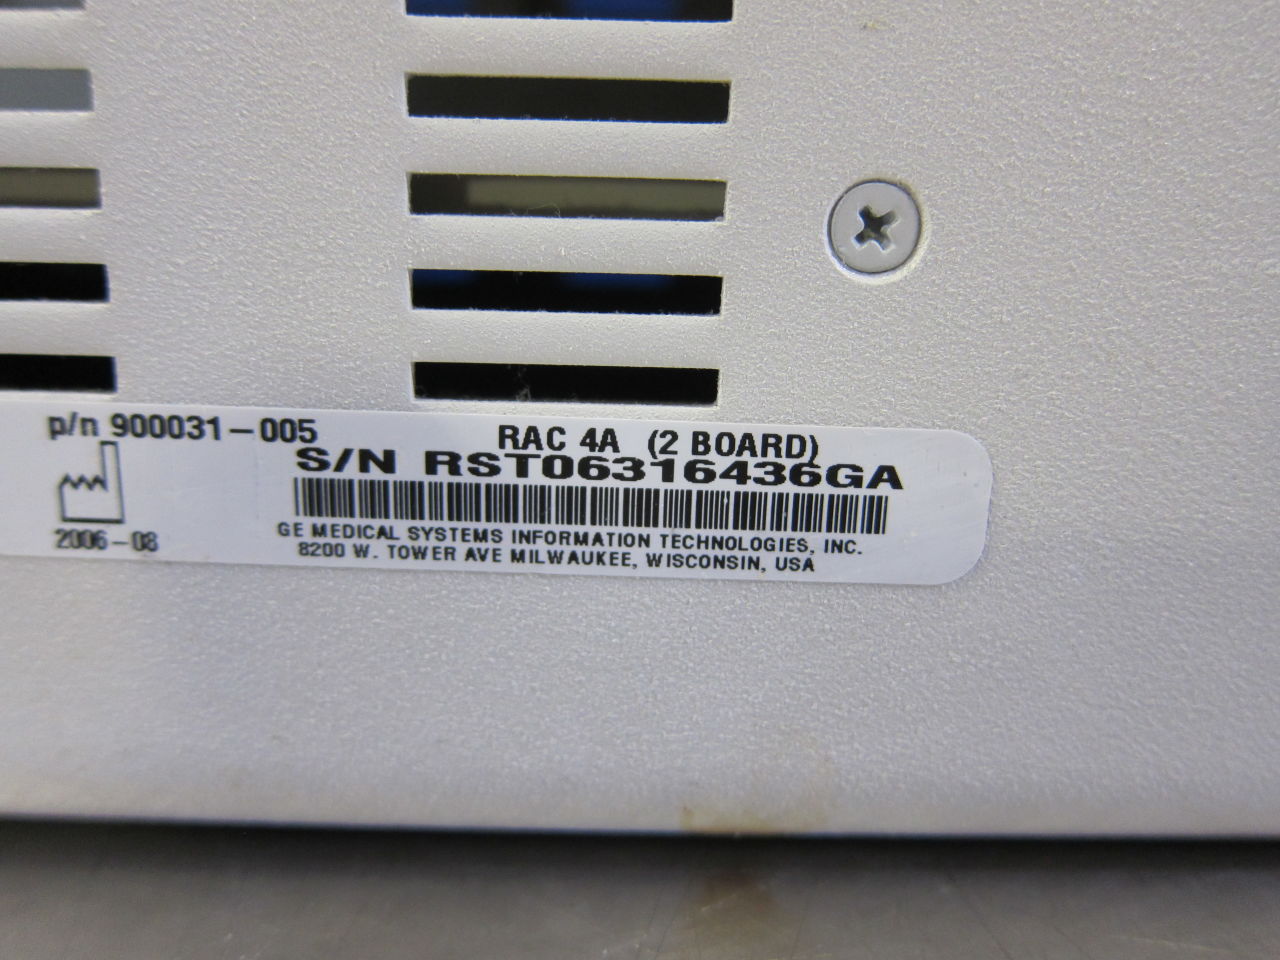 p/n 900031-005
RAC 4A (2 BOARD)
S/N RST06316436GA
2006-08
GE MEDICAL SYSTEMS INFORMATION TECHNOLOGIES, INC.
8200 W. TOWER AVE MILWAUKEE, WISCONSIN, USA